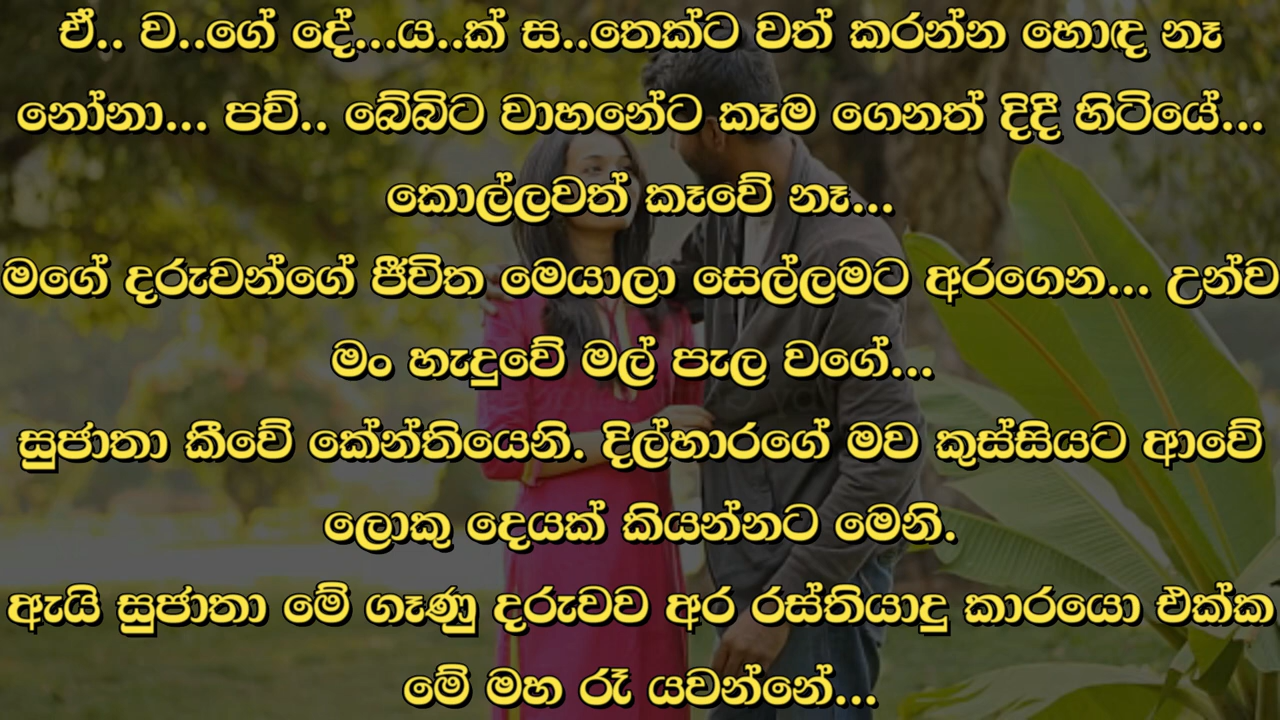 ඒ.. ව..ගේ දේ...ය..ක් ස..තෙක්ට වත් කරන්න හොඳ නෑ
නෝනා... පව්.. බේබිට වාහනේට කෑම ගෙනත් දිදී හිටියේ...
කොල්ලවත් කෑවේ නෑ...
මගේ දරුවන්ගේ ජීවිත මෙයාලා සෙල්ලමට අරගෙන... උන්ව
මං හැදුවේ මල් පැල වගේ...
සුජාතා කීවේ කේන්තියෙනි. දිල්හාරගේ මව කුස්සියට ආවේ
ලොකු දෙයක් කියන්නට මෙනි.
ඇයි සුජාතා මේ ගෑණු දරුවව අර රස්තියාදු කාරයො එක්ක
මේ මහ රෑ යවන්නේ...